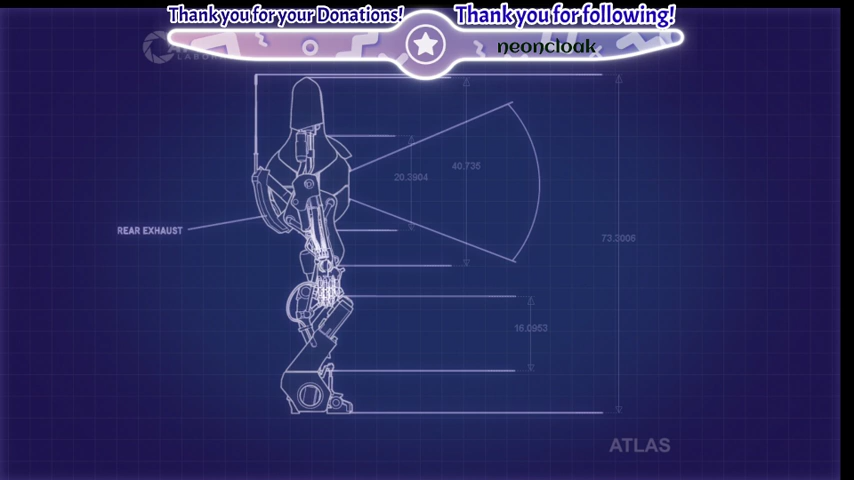 Thank you for your Donations!
Thank you for following!
neoncloak
20.3904
40.735
73.3006
REAR EXHAUST
16.0953
ATLAS